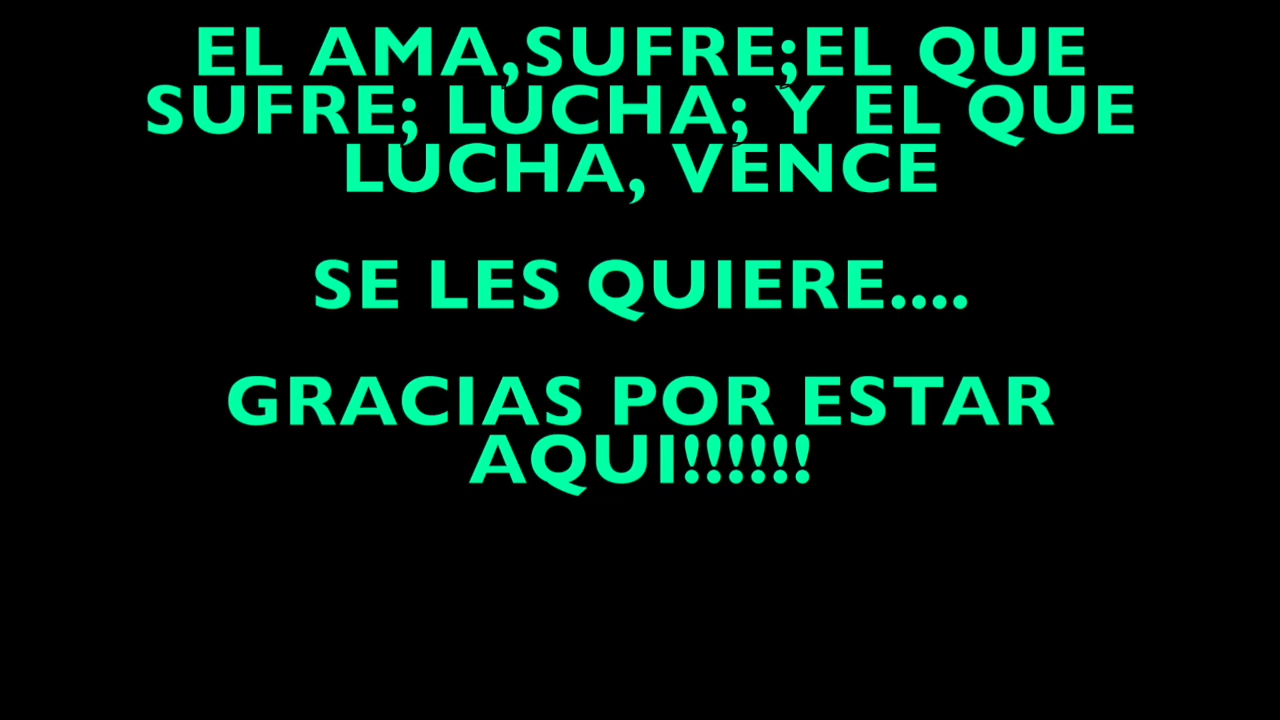 EL AMA,SUFRE;EL QUE
SUFRE; LUCHA; Y EL QUE
LUCHA, VENCE
SE LES QUIERE....
GRACIAS POR ESTAR
AQUI!!!!!!